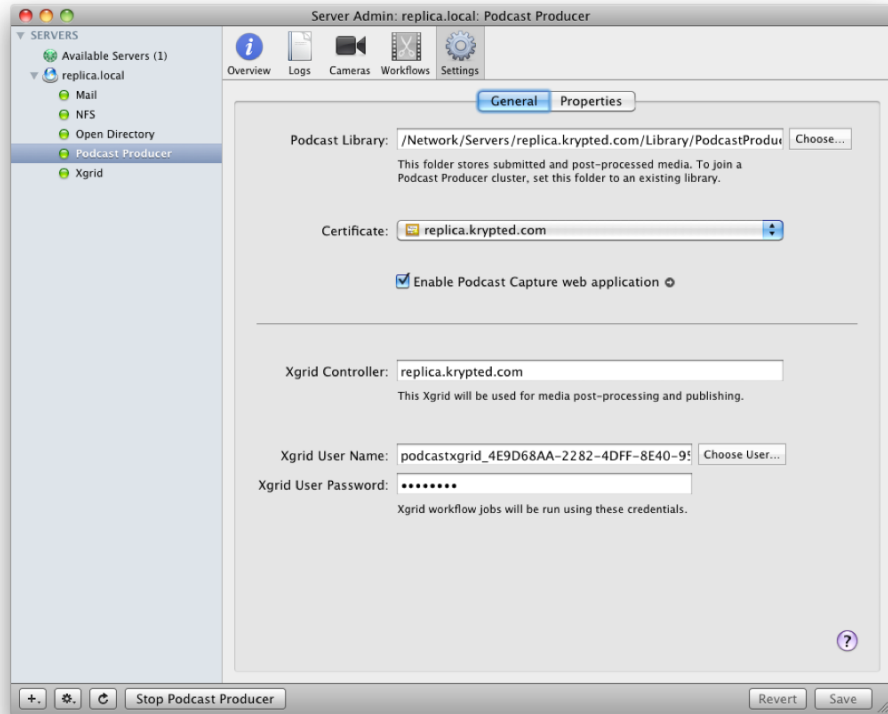 Server Admin: replica.local: Podcast Producer
SERVERS
Available Servers (1)
replica.local
Mail
NFS
Open Directory
Podcast Producer
Xgrid
Overview Logs Cameras Workflows Settings
General Properties
Podcast Library: /Network/Servers/replica.krypted.com/Library/PodcastProduc Choose...
This folder stores submitted and post-processed media. To join a
Podcast Producer cluster, set this folder to an existing library.
Certificate: replica.krypted.com
Enable Podcast Capture web application
Xgrid Controller: replica.krypted.com
This Xgrid will be used for media post-processing and publishing.
Xgrid User Name: podcastxgrid_4E9D68AA-2282-4DFF-8E40-95 Choose User...
Xgrid User Password: ••••••••
Xgrid workflow jobs will be run using these credentials.
?
Stop Podcast Producer Revert Save